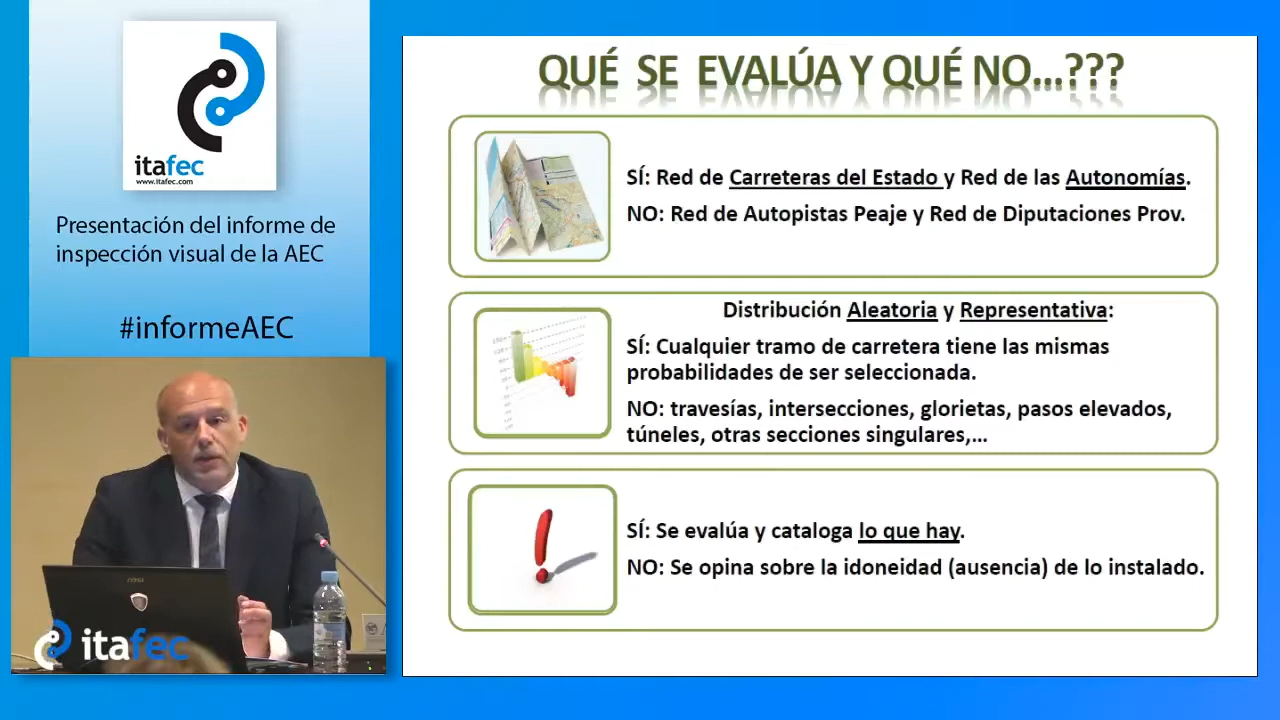 itafec
www.itafec.com
Presentación del informe de
inspección visual de la AEC
#informeAEC
msi
itafec
QUÉ SE EVALÚA Y QUÉ NO...???
SÍ: Red de Carreteras del Estado y Red de las Autonomías.
NO: Red de Autopistas Peaje y Red de Diputaciones Prov.
Distribución Aleatoria y Representativa:
SÍ: Cualquier tramo de carretera tiene las mismas
probabilidades de ser seleccionada.
NO: travesías, intersecciones, glorietas, pasos elevados,
túneles, otras secciones singulares,...
SÍ: Se evalúa y cataloga lo que hay.
NO: Se opina sobre la idoneidad (ausencia) de lo instalado.